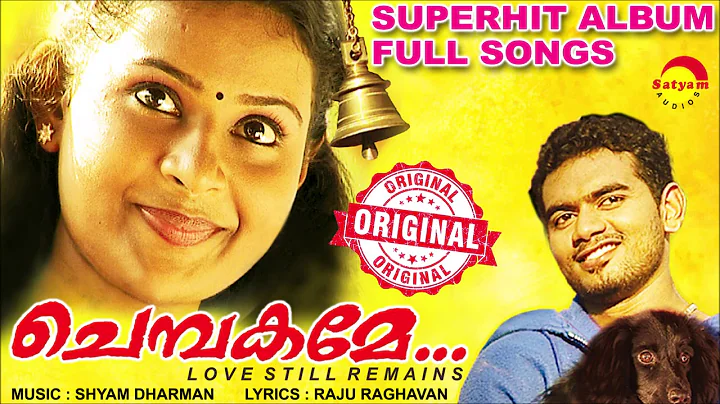 SUPERHIT ALBUM
FULL SONGS
Satyam
AUDIOS
ORIGINAL
ORIGINAL
ORIGINAL
ചെമ്പകമേ...
LOVE STILL REMAINS
MUSIC : SHYAM DHARMAN LYRICS : RAJU RAGHAVAN